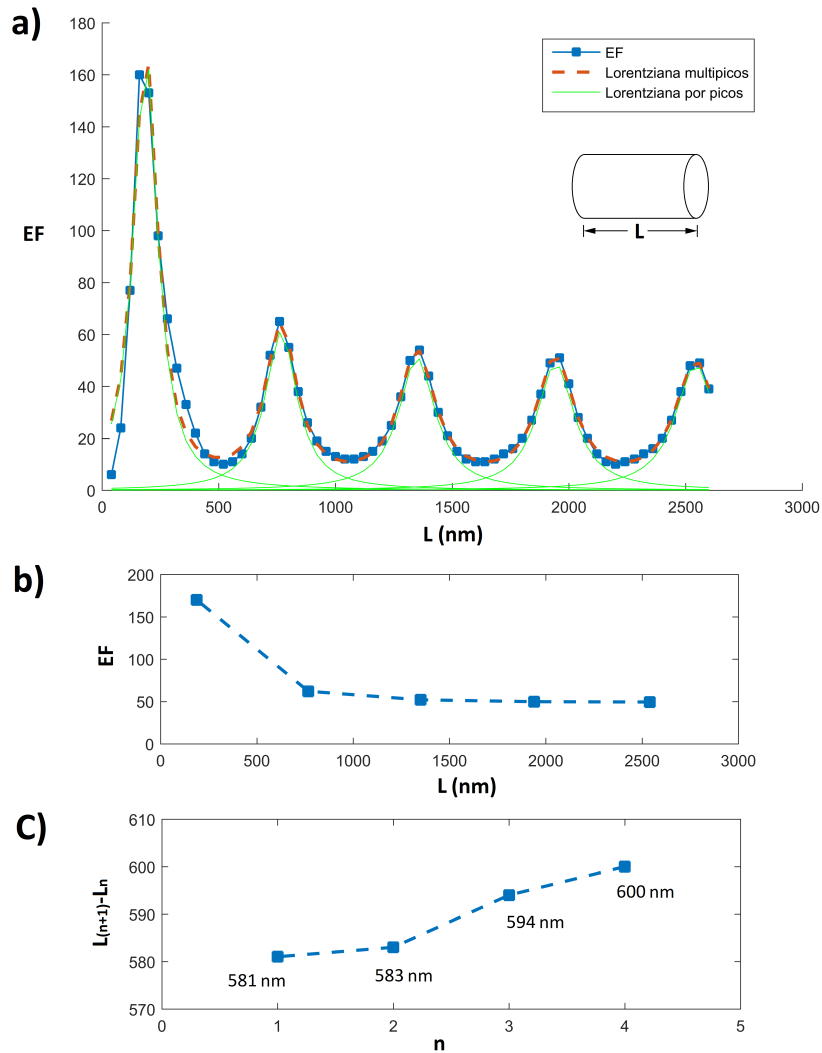 a)
180
160
140
120
100
80
60
40
20
0
EF
EF
Lorentziana multipicos
Lorentziana por picos
L
0 500 1000 1500 2000 2500 3000
L (nm)
b)
200
150
100
50
0
EF
0 500 1000 1500 2000 2500 3000
L (nm)
C)
610
600
590
580
570
L(n+1)-Ln
581 nm
583 nm
594 nm
600 nm
0 1 2 3 4 5
n